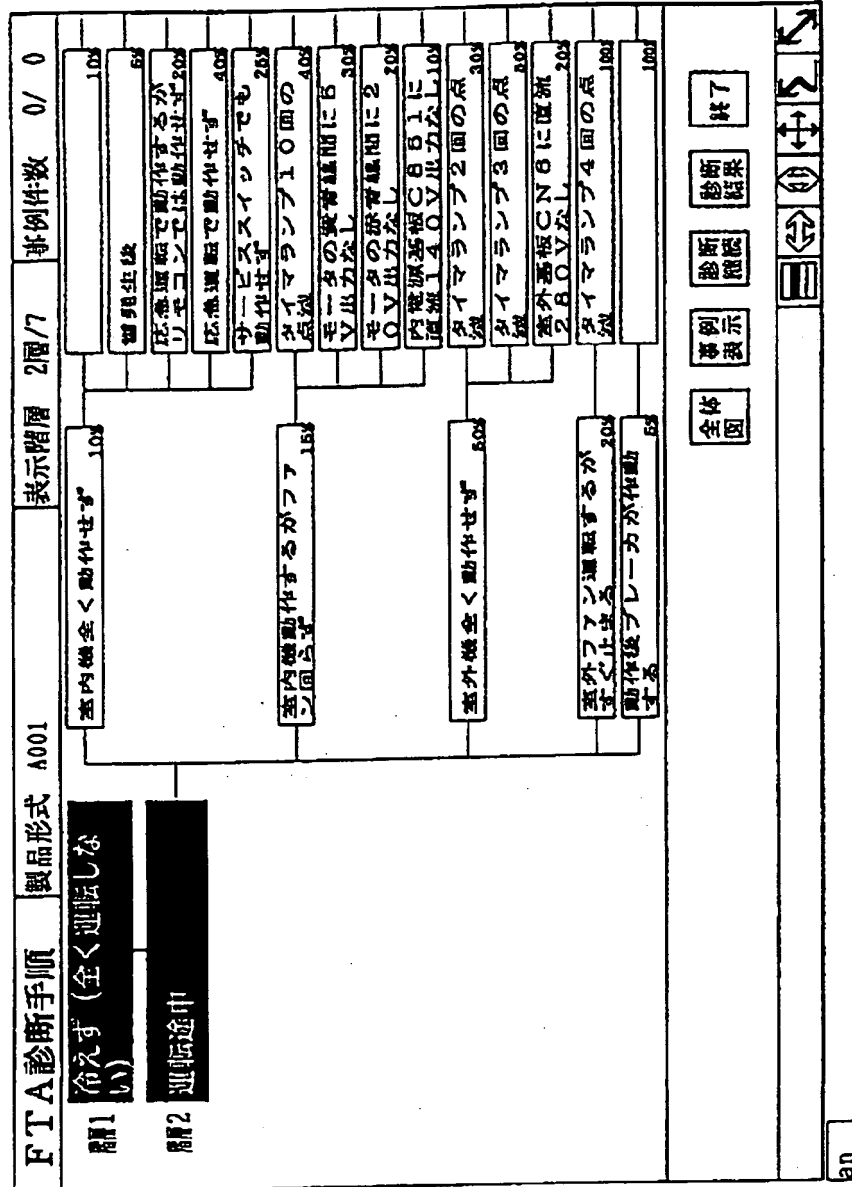 FTA診断手順
製品形式 A001
表示階層 2層/7
事例件数 0/ 0
階層1
冷えず（全く運転しな
い）
階層2
運転途中
室内機全く動作せず
10%
室内機動作するがファ
ン回らず
15%
室外機全く動作せず
50%
室外ファン運転するが
すぐ止まる
20%
動作後ブレーカが作動
する
5%
10%
雷発生後
5%
応急運転で動作するが
リモコンでは動作せず
20%
応急運転で動作せず
40%
サービススイッチでも
動作せず
25%
タイマランプ10回の
点滅
40%
モータの黄青線間に5
V出力なし
30%
モータの赤青線間に2
0V出力なし
20%
内電源基板C851に
直流140V出力なし
10%
タイマランプ2回の点
滅
30%
タイマランプ3回の点
滅
50%
室外基板CN6に直流
280Vなし
20%
タイマランプ4回の点
滅
100%
100%
全体
図
事例
表示
診断
継続
診断
結果
終了
an